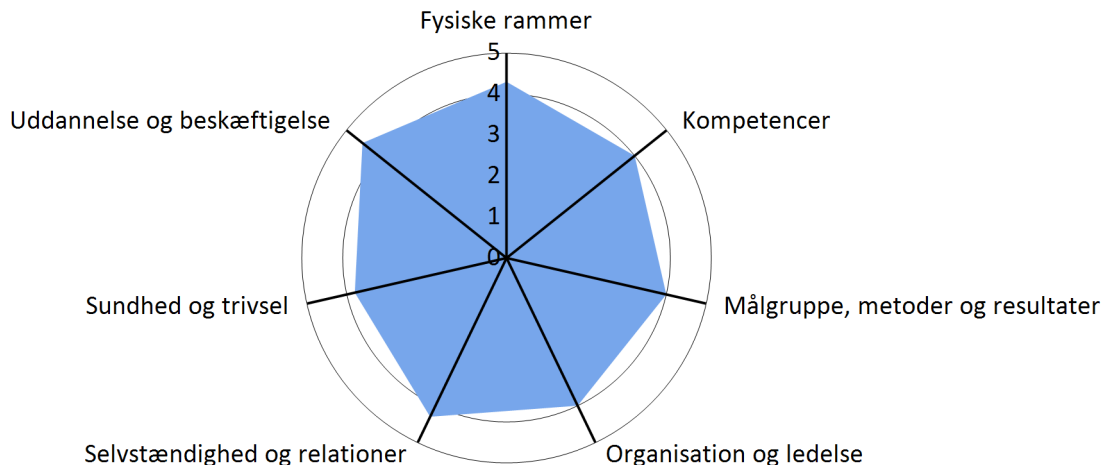 Fysiske rammer
5
4
3
2
1
0
Uddannelse og beskæftigelse
Kompetencer
Sundhed og trivsel
Målgruppe, metoder og resultater
Selvstændighed og relationer
Organisation og ledelse